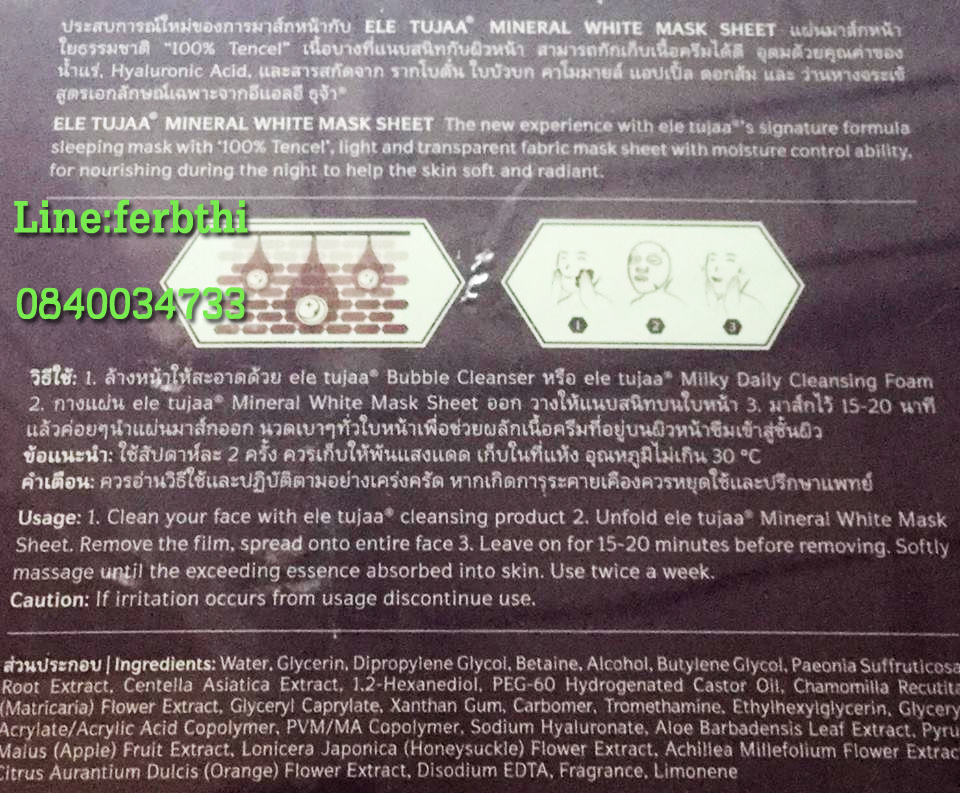 ประสบการณ์ใหม่ของการมาส์กหน้ากับ ELE TUJAA® MINERAL WHITE MASK SHEET แผ่นมาส์กหน้า
ใยธรรมชาติ "100% Tencel" เนื้อบางที่แนบสนิทกับผิวหน้า สามารถกักเก็บเนื้อครีมได้ดี อุดมด้วยคุณค่าของ
น้ำแร่, Hyaluronic Acid, และสารสกัดจาก รากโบตั๋น ใบบัวบก คาโมมายล์ แอปเปิ้ล ดอกส้ม และ ว่านหางจระเข้
สูตรเอกลักษณ์เฉพาะจากอีแอลอี ธุจ้า®
ELE TUJAA® MINERAL WHITE MASK SHEET The new experience with ele tujaa®'s signature formula
sleeping mask with '100% Tencel', light and transparent fabric mask sheet with moisture control ability,
for nourishing during the night to help the skin soft and radiant.
Line:ferbthi
0840034733
1 2 3
วิธีใช้: 1. ล้างหน้าให้สะอาดด้วย ele tujaa® Bubble Cleanser หรือ ele tujaa® Milky Daily Cleansing Foam
2. กางแผ่น ele tujaa® Mineral White Mask Sheet ออก วางให้แนบสนิทบนใบหน้า 3. มาส์กไว้ 15-20 นาที
แล้วค่อยๆนำแผ่นมาส์กออก นวดเบาๆทั่วใบหน้าเพื่อช่วยผลักเนื้อครีมที่อยู่บนผิวหน้าซึมเข้าสู่ชั้นผิว
ข้อแนะนำ: ใช้สัปดาห์ละ 2 ครั้ง ควรเก็บให้พ้นแสงแดด เก็บในที่แห้ง อุณหภูมิไม่เกิน 30 °C
คำเตือน: ควรอ่านวิธีใช้และปฏิบัติตามอย่างเคร่งครัด หากเกิดการระคายเคืองควรหยุดใช้และปรึกษาแพทย์
Usage: 1. Clean your face with ele tujaa® cleansing product 2. Unfold ele tujaa® Mineral White Mask
Sheet. Remove the film, spread onto entire face 3. Leave on for 15-20 minutes before removing. Softly
massage until the exceeding essence absorbed into skin. Use twice a week.
Caution: If irritation occurs from usage discontinue use.
ส่วนประกอบ | Ingredients: Water, Glycerin, Dipropylene Glycol, Betaine, Alcohol, Butylene Glycol, Paeonia Suffruticosa
Root Extract, Centella Asiatica Extract, 1,2-Hexanediol, PEG-60 Hydrogenated Castor Oil, Chamomilla Recutita
(Matricaria) Flower Extract, Glyceryl Caprylate, Xanthan Gum, Carbomer, Tromethamine, Ethylhexylglycerin, Glycery
Acrylate/Acrylic Acid Copolymer, PVM/MA Copolymer, Sodium Hyaluronate, Aloe Barbadensis Leaf Extract, Pyru
Malus (Apple) Fruit Extract, Lonicera Japonica (Honeysuckle) Flower Extract, Achillea Millefolium Flower Extrac
Citrus Aurantium Dulcis (Orange) Flower Extract, Disodium EDTA, Fragrance, Limonene